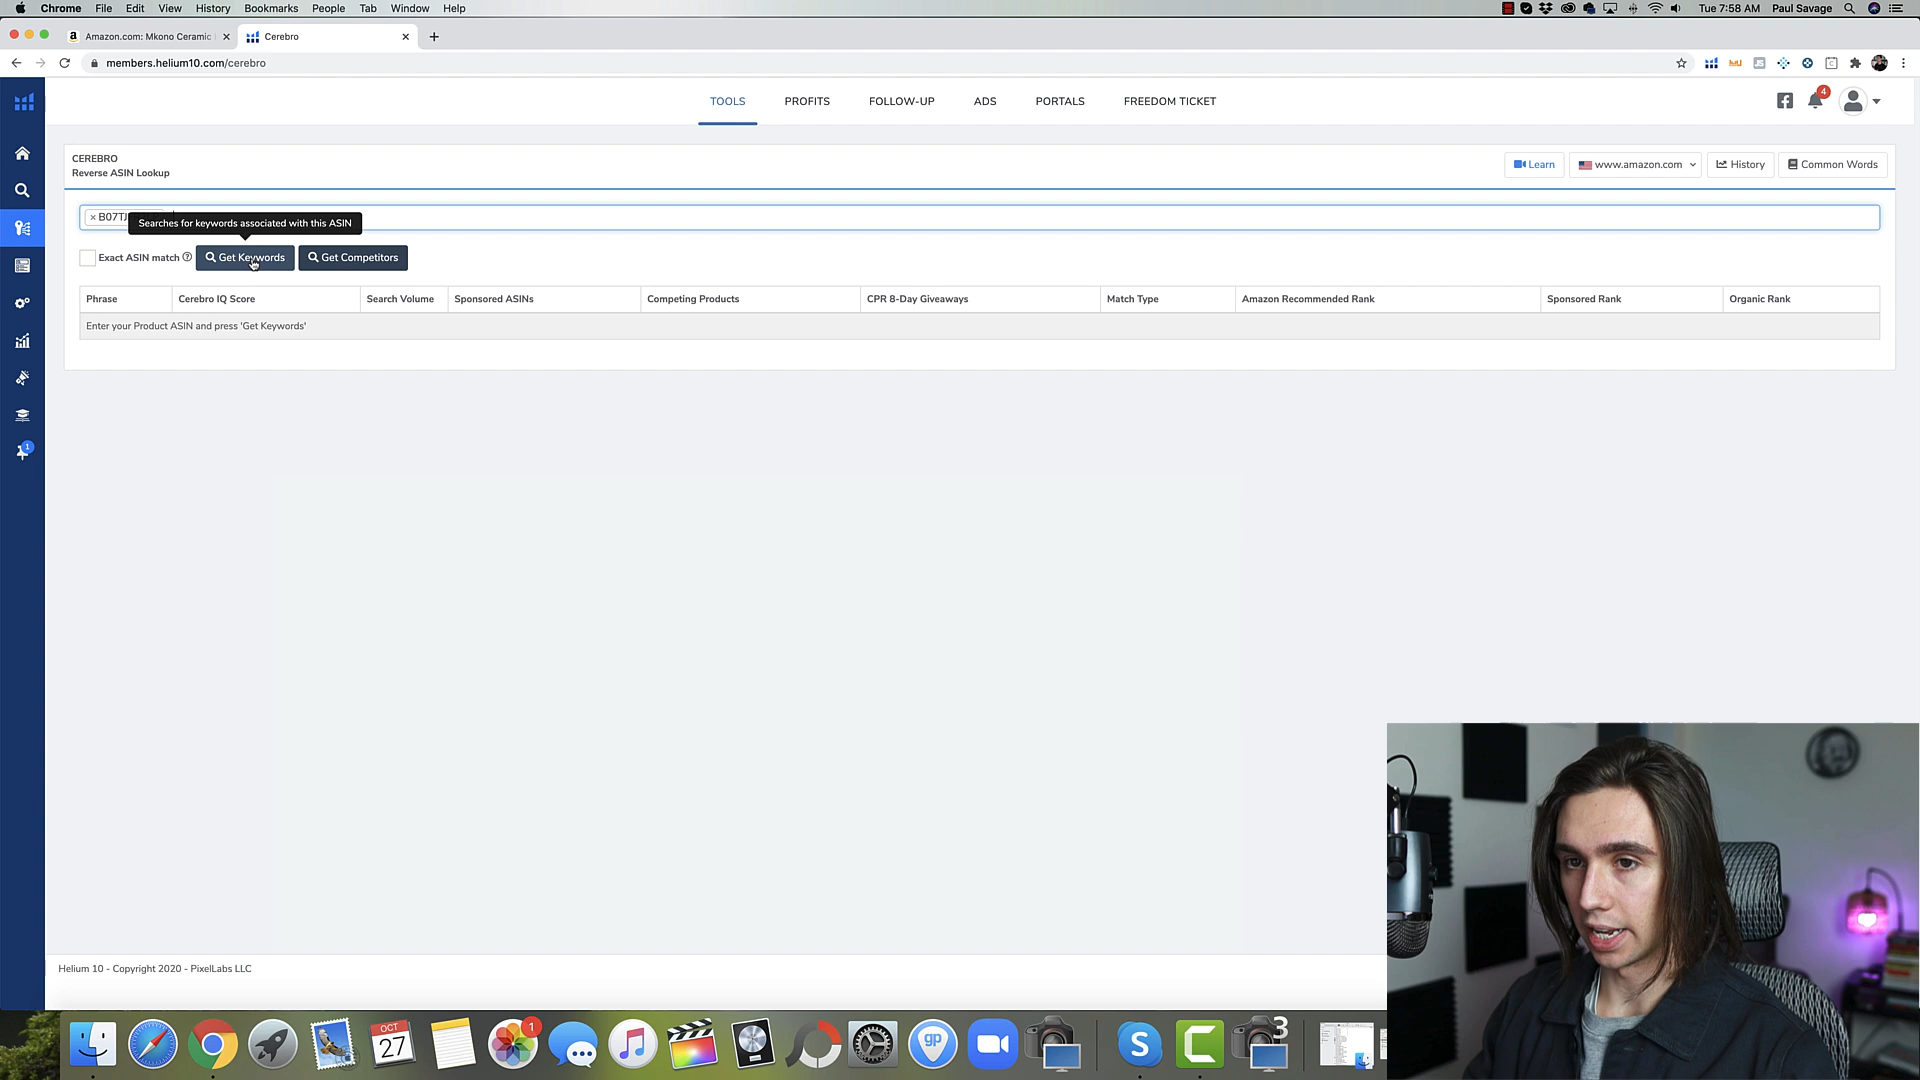 Chrome File Edit View History Bookmarks People Tab Window Help Tue 7:58 AM Paul Savage
a Amazon.com: Mkono Ceramic Cerebro
members.helium10.com/cerebro
TOOLS PROFITS FOLLOW-UP ADS PORTALS FREEDOM TICKET 4
CEREBRO
Reverse ASIN Lookup
Learn www.amazon.com History Common Words
× B07TJ
Searches for keywords associated with this ASIN
Exact ASIN match Get Keywords Get Competitors
Phrase Cerebro IQ Score Search Volume Sponsored ASINs Competing Products CPR 8-Day Giveaways Match Type Amazon Recommended Rank Sponsored Rank Organic Rank
Enter your Product ASIN and press 'Get Keywords'
1
Helium 10 - Copyright 2020 - PixelLabs LLC
OCT
27
1
gp
S
C
3